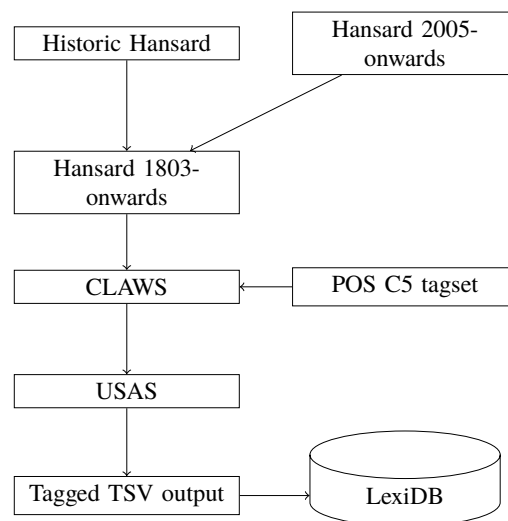 Historic Hansard
Hansard 2005-
onwards
Hansard 1803-
onwards
CLAWS
POS C5 tagset
USAS
Tagged TSV output
LexiDB